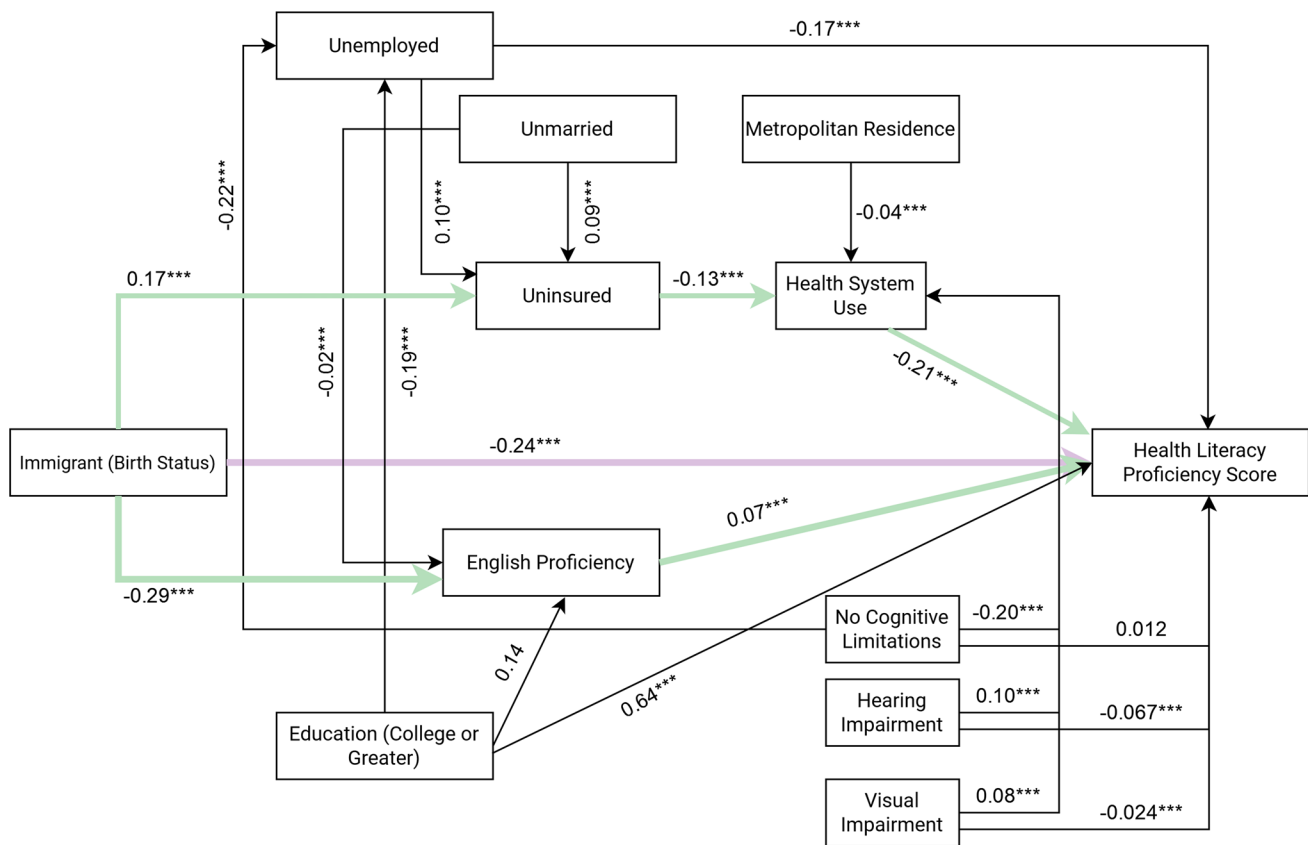 -0.17***
Unemployed
Unmarried
Metropolitan Residence
-0.22***
0.10***
0.09***
-0.04***
0.17***
-0.13***
Uninsured
Health System
Use
-0.02***
-0.19***
-0.21***
Immigrant (Birth Status)
-0.24***
Health Literacy
Proficiency Score
0.07***
English Proficiency
-0.29***
No Cognitive
Limitations
-0.20***
0.012
0.14
0.64***
Hearing
Impairment
0.10***
-0.067***
Education (College or
Greater)
Visual
Impairment
0.08***
-0.024***